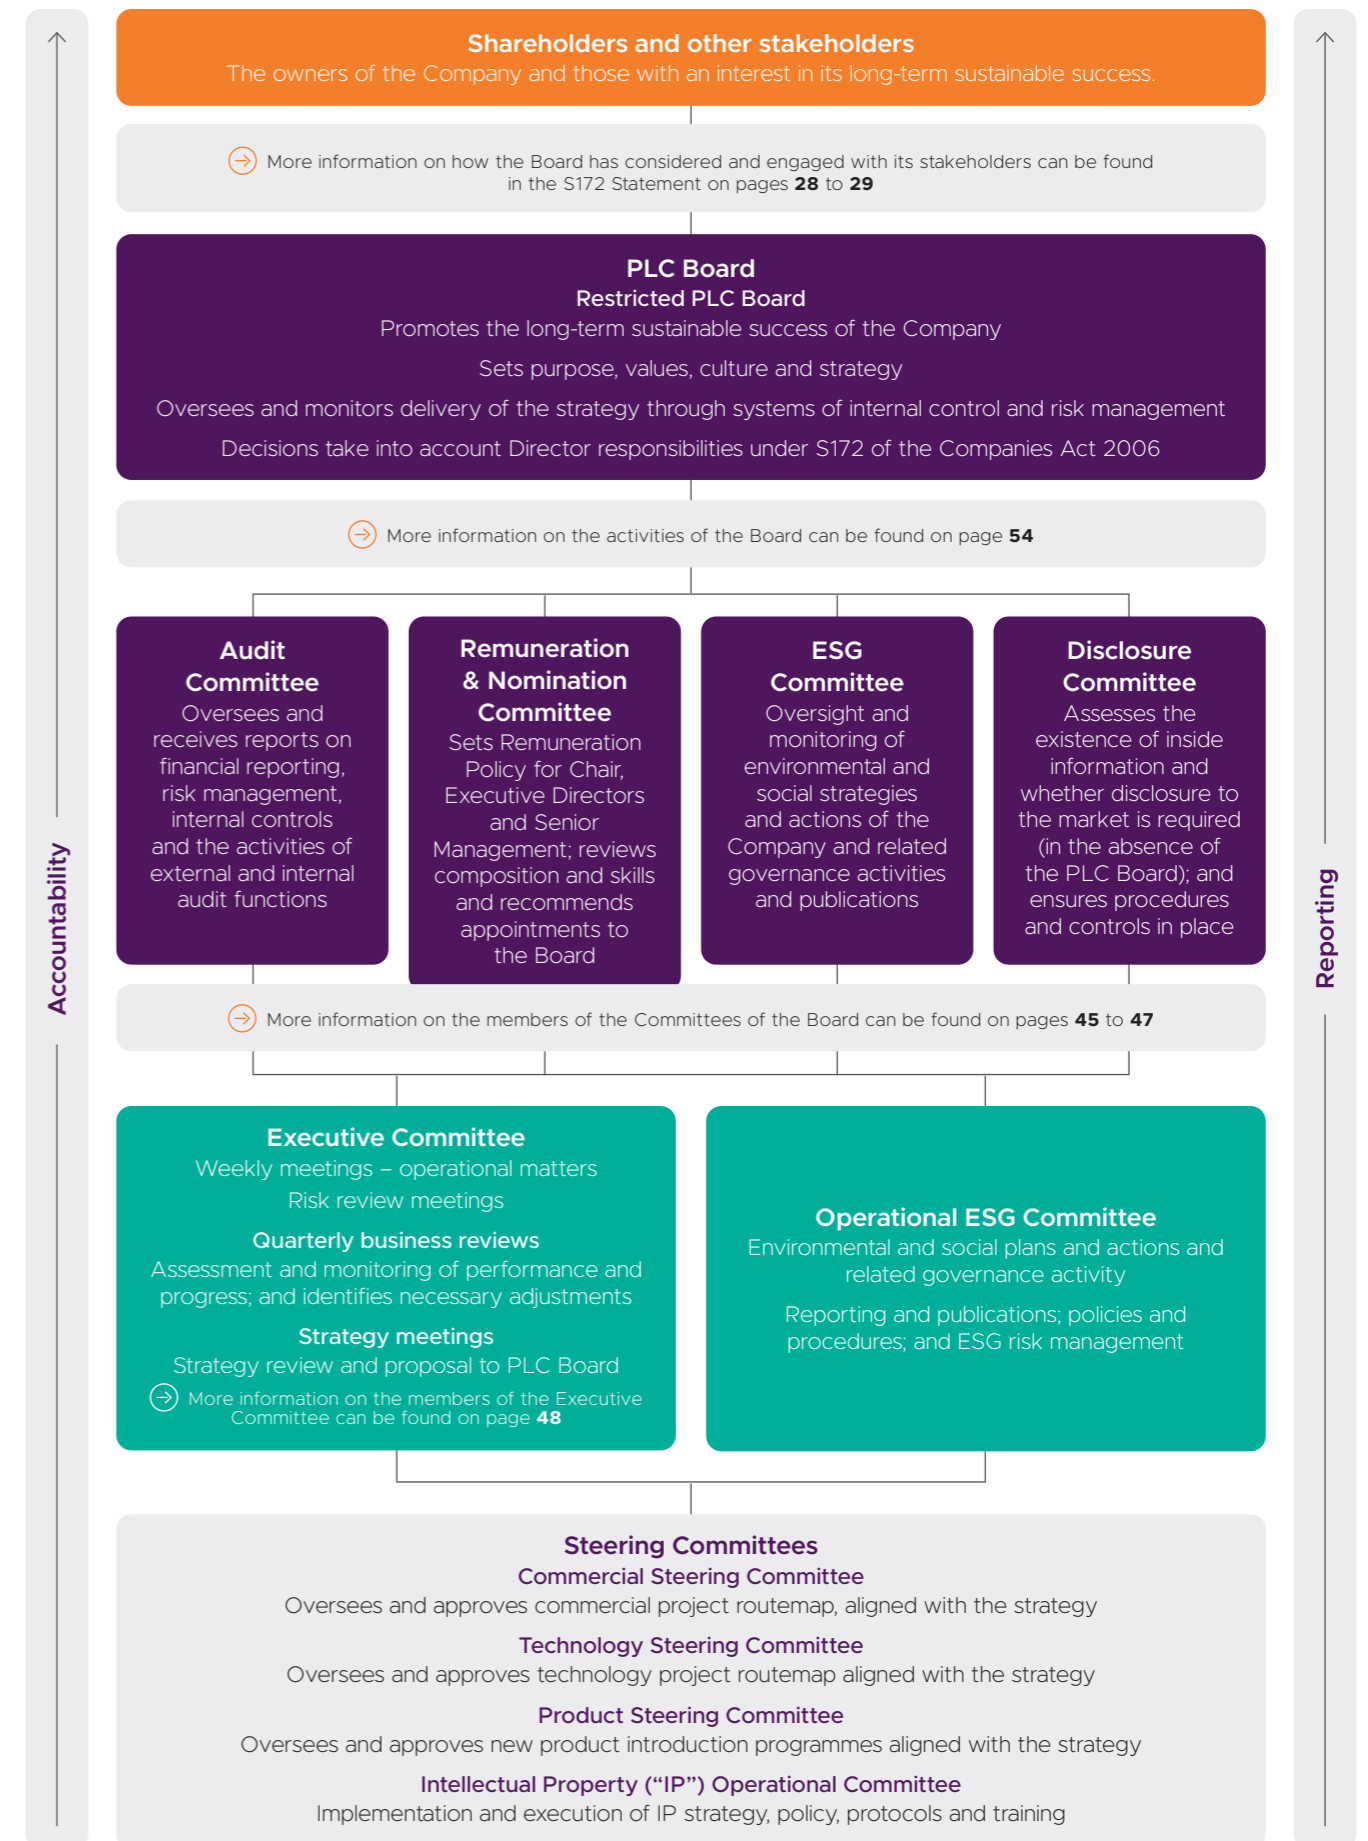 Shareholders and other stakeholders
The owners of the Company and those with an interest in its long-term sustainable success.
More information on how the Board has considered and engaged with its stakeholders can be found
in the S172 Statement on pages 28 to 29
PLC Board
Restricted PLC Board
Promotes the long-term sustainable success of the Company
Sets purpose, values, culture and strategy
Oversees and monitors delivery of the strategy through systems of internal control and risk management
Decisions take into account Director responsibilities under S172 of the Companies Act 2006
More information on the activities of the Board can be found on page 54
Audit
Committee
Oversees and
receives reports on
financial reporting,
risk management,
internal controls
and the activities of
external and internal
audit functions
Remuneration
& Nomination
Committee
Sets Remuneration
Policy for Chair,
Executive Directors
and Senior
Management; reviews
composition and skills
and recommends
appointments to
the Board
ESG
Committee
Oversight and
monitoring of
environmental and
social strategies
and actions of the
Company and related
governance activities
and publications
Disclosure
Committee
Assesses the
existence of inside
information and
whether disclosure to
the market is required
(in the absence of
the PLC Board); and
ensures procedures
and controls in place
More information on the members of the Committees of the Board can be found on pages 45 to 47
Executive Committee
Weekly meetings – operational matters
Risk review meetings
Quarterly business reviews
Assessment and monitoring of performance and
progress; and identifies necessary adjustments
Strategy meetings
Strategy review and proposal to PLC Board
More information on the members of the Executive
Committee can be found on page 48
Operational ESG Committee
Environmental and social plans and actions and
related governance activity
Reporting and publications; policies and
procedures; and ESG risk management
Steering Committees
Commercial Steering Committee
Oversees and approves commercial project routemap, aligned with the strategy
Technology Steering Committee
Oversees and approves technology project routemap aligned with the strategy
Product Steering Committee
Oversees and approves new product introduction programmes aligned with the strategy
Intellectual Property (“IP”) Operational Committee
Implementation and execution of IP strategy, policy, protocols and training
Accountability
Reporting